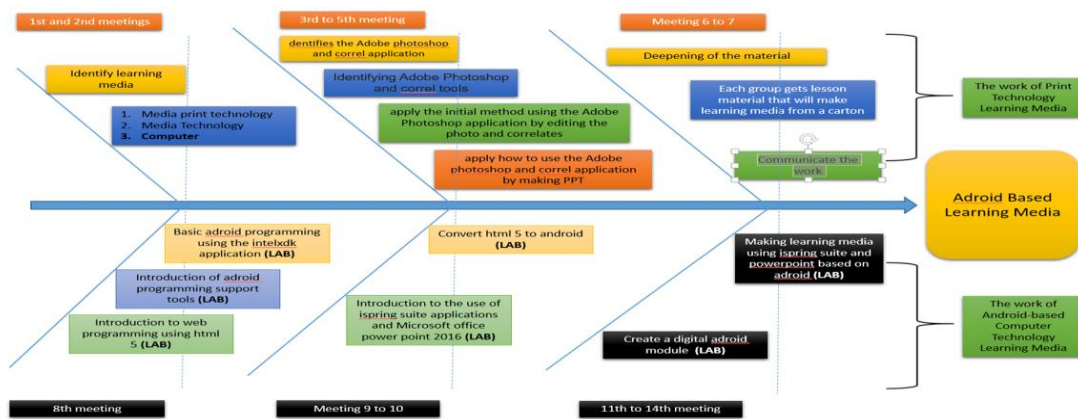 1st and 2nd meetings
3rd to 5th meeting
Meeting 6 to 7
Identify learning
media
1. Media print technology
2. Media Technology
3. Computer
dentifies the Adobe photoshop
and correl application
Identifying Adobe Photoshop
and correl tools
apply the initial method using the Adobe
Photoshop application by editing the
photo and correlates
apply how to use the Adobe
photoshop and correl application
by making PPT
Deepening of the material
Each group gets lesson
material that will make
learning media from a carton
Communicate the
work
The work of Print
Technology
Learning Media
Adroid Based
Learning Media
Basic adroid programming
using the intelxdk
application (LAB)
Introduction of adroid
programming support
tools (LAB)
Introduction to web
programming using html
5 (LAB)
Convert html 5 to android
(LAB)
Introduction to the use of
ispring suite applications
and Microsoft office
power point 2016 (LAB)
Making learning media
using ispring suite and
powerpoint based on
adroid (LAB)
Create a digital adroid
module (LAB)
The work of
Android-based
Computer
Technology
Learning Media
8th meeting
Meeting 9 to 10
11th to 14th meeting